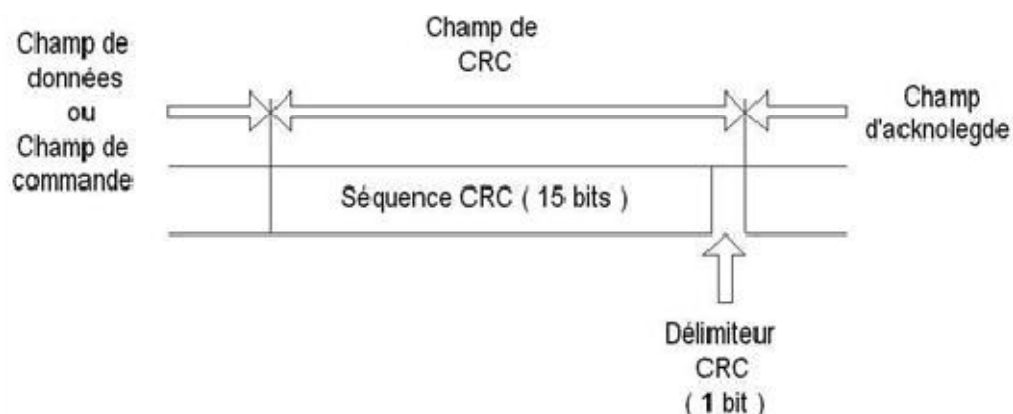 Champ de
données
ou
Champ de
commande
Champ de
CRC
Champ
d'acknolegde
Séquence CRC ( 15 bits )
Délimiteur
CRC
( 1 bit )